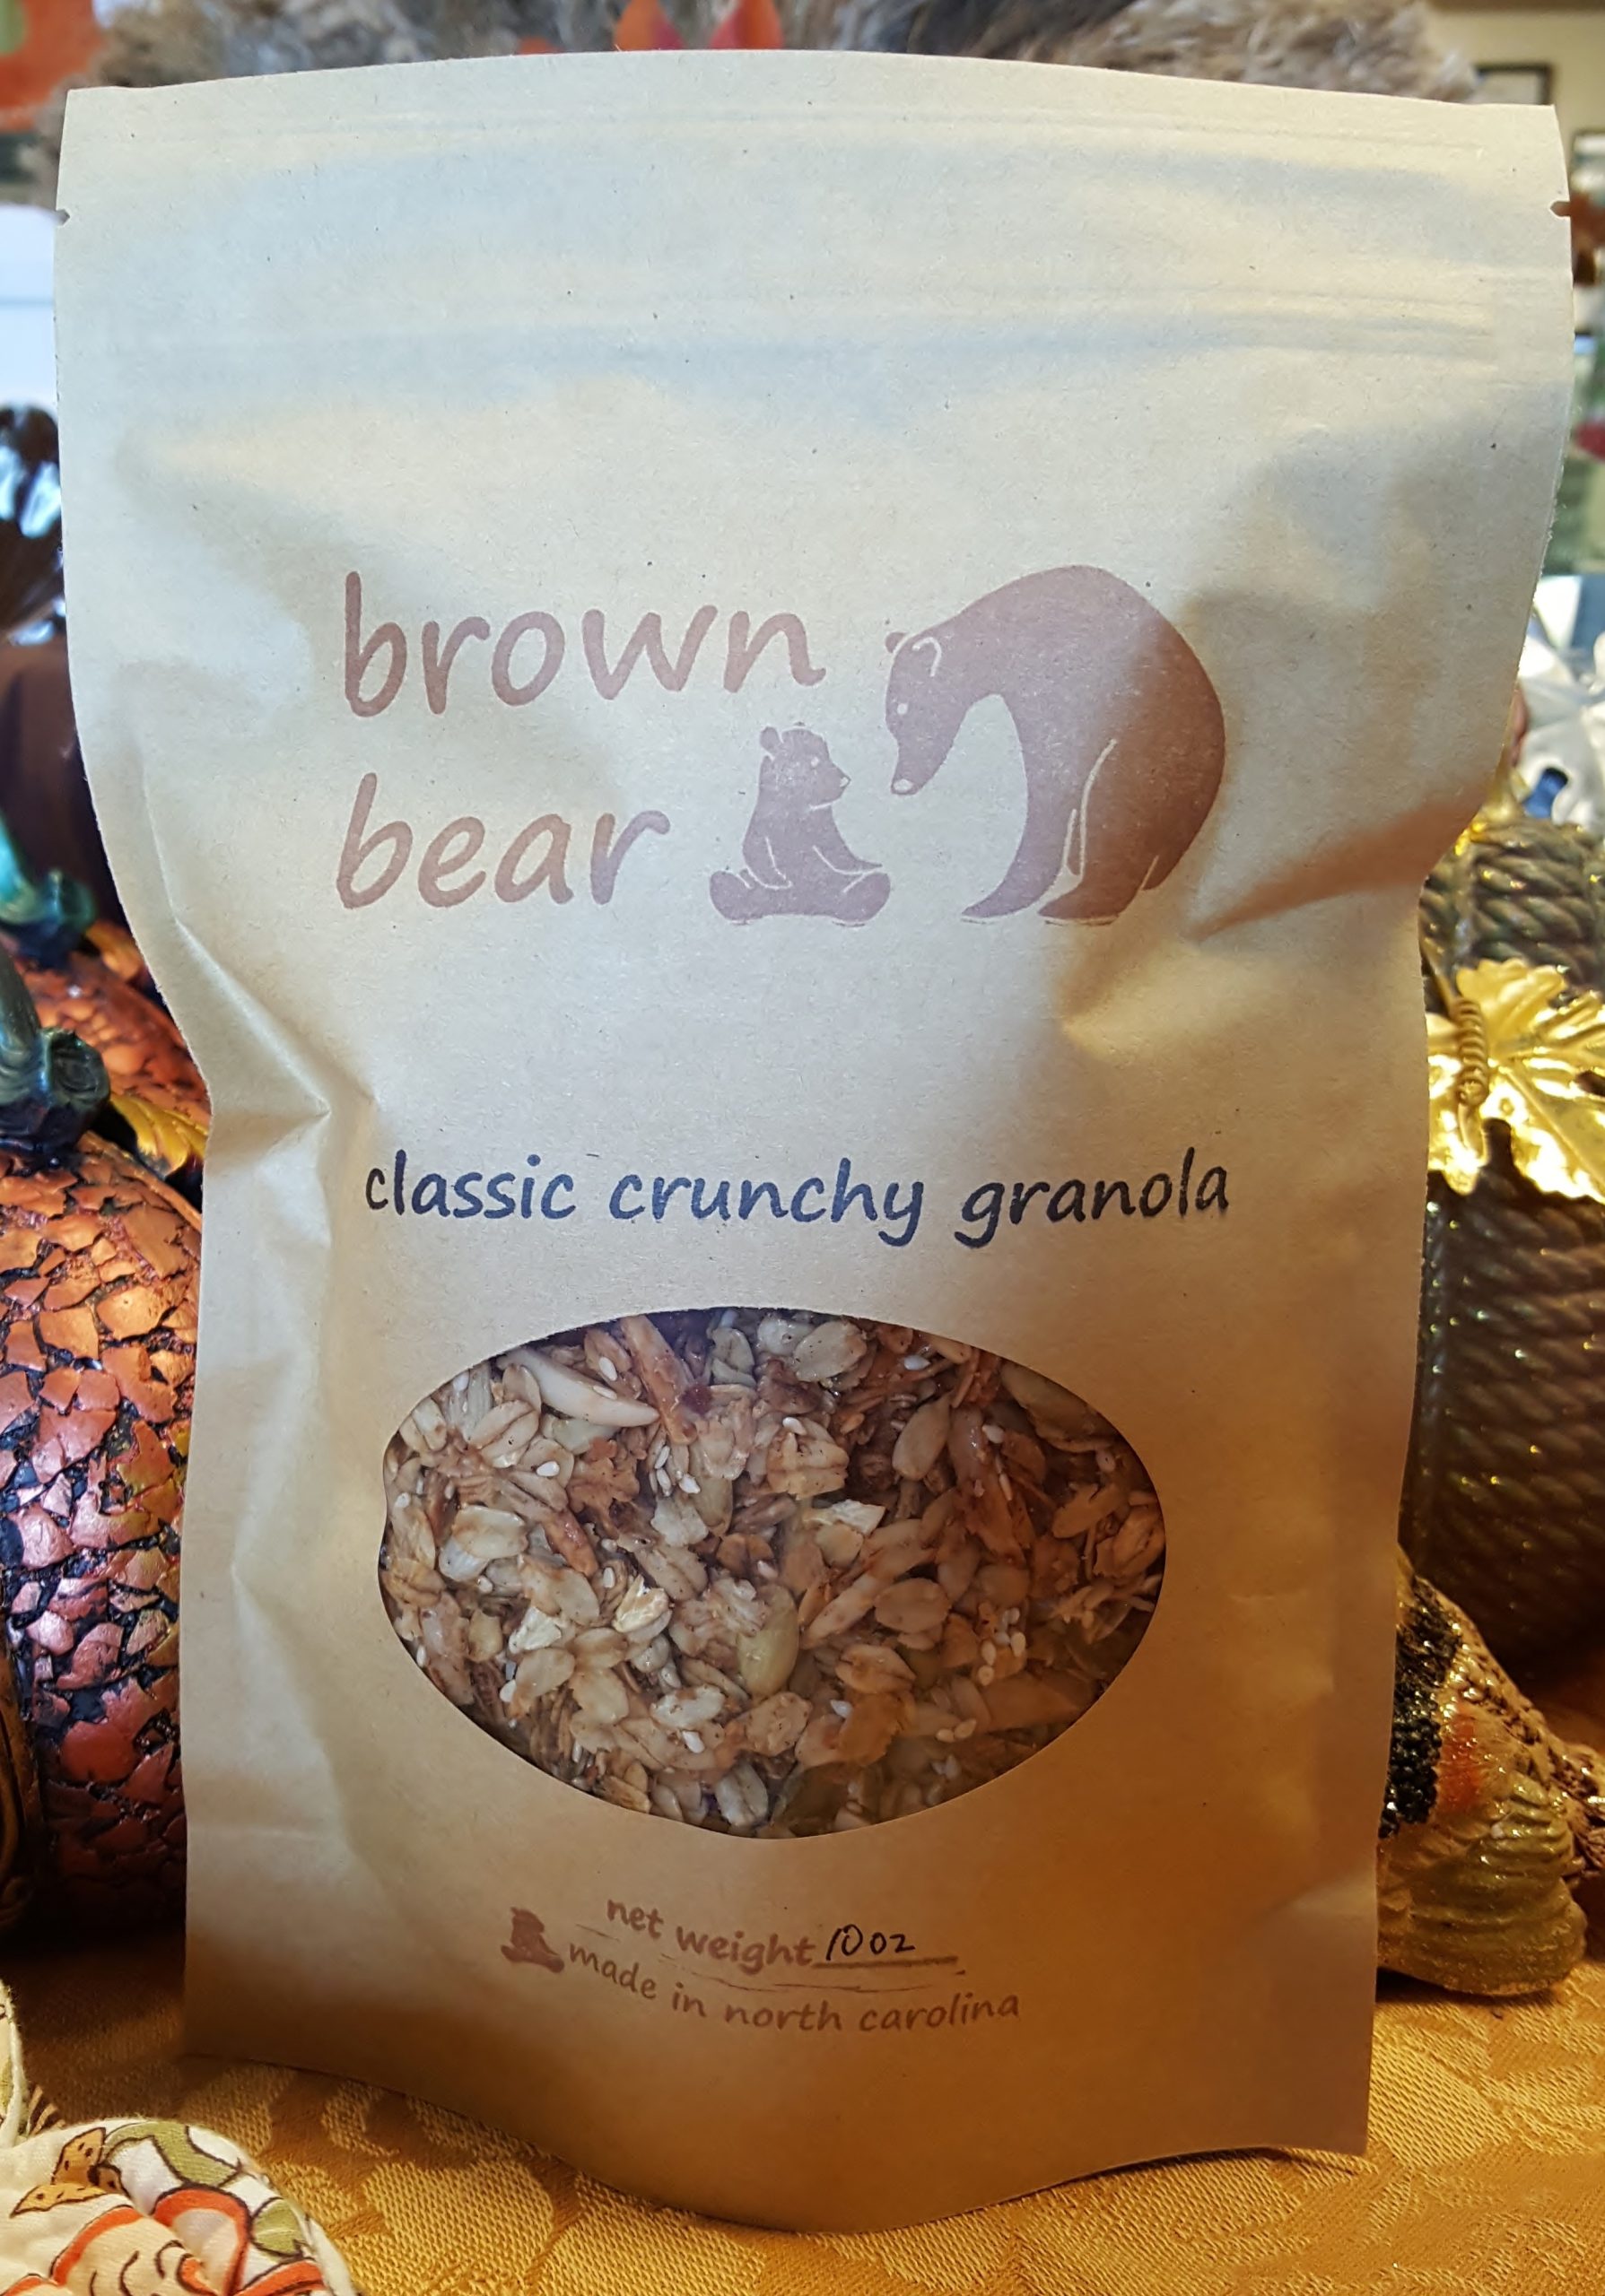 brown
bear
classic crunchy granola
net weight 10 oz
made in north carolina